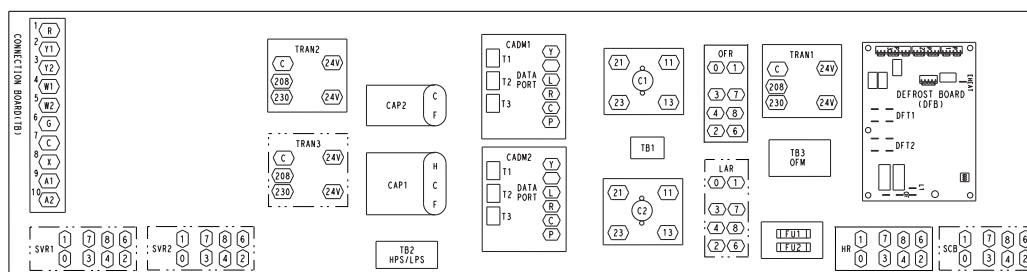 CONNECTION BOARD(TB)
1 R
2 Y1
3 Y2
4 W1
5 W2
6 G
7 C
8 X
9 A1
10 A2
SVR1
1 7 8 6
0 3 4 2
SVR2
1 7 8 6
0 3 4 2
TRAN2
C 24V
208
230 24V
TRAN3
C 24V
208
230 24V
CAP2
C
F
CAP1
H
C
F
TB2
HPS/LPS
CADM1
T1
T2
T3
DATA
PORT
Y
L
R
C
P
CADM2
T1
T2
T3
DATA
PORT
Y
L
R
C
P
21 11
C1
23 13
TB1
21 11
C2
23 13
OFR
0 1
3 7
4 8
2 6
LAR
0 1
3 7
4 8
2 6
TRAN1
C 24V
208
230 24V
TB3
OFM
FU1
FU2
DEFROST BOARD
(DFB)
EHEAT
DFT1
DFT2
HR
1 7 8 6
0 3 4 2
SCB
1 7 8 6
0 3 4 2